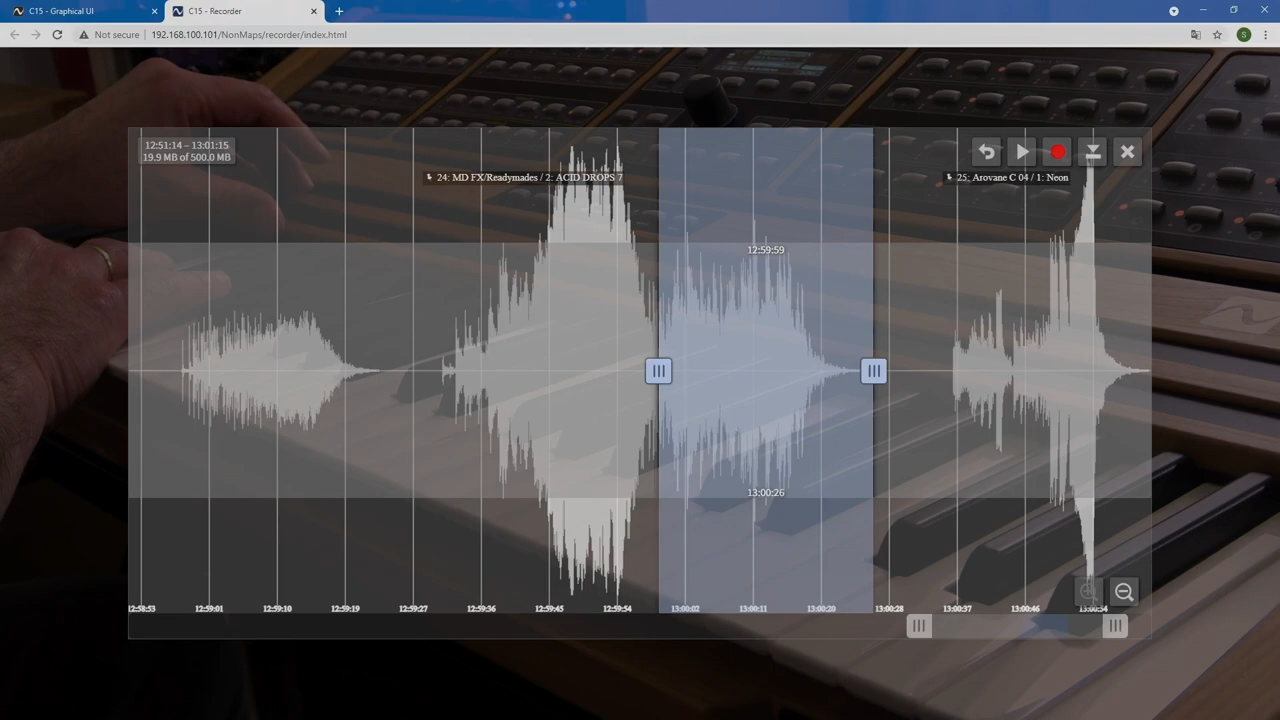 C15 - Graphical UI
C15 - Recorder
Not secure
192.168.100.101/NonMaps/recorder/index.html
S
12:51:14 – 13:01:15
19.9 MB of 500.0 MB
24: MD FX/Readymades / 2: ACID DROPS 7
25: Arovane C 04 / 1: Neon
12:59:59
13:00:26
12:58:53 12:59:01 12:59:10 12:59:19 12:59:27 12:59:36 12:59:45 12:59:54 13:00:02 13:00:11 13:00:20 13:00:28 13:00:37 13:00:46 13:00:54